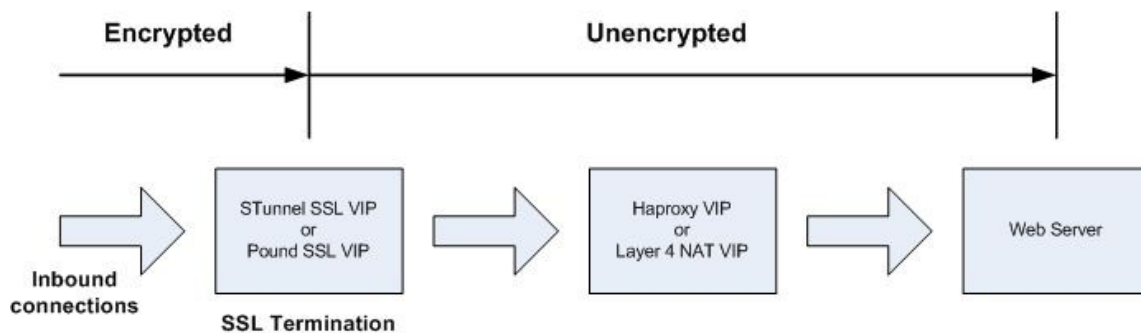 Encrypted
Unencrypted
STunnel SSL VIP
or
Pound SSL VIP
Haproxy VIP
or
Layer 4 NAT VIP
Web Server
Inbound
connections
SSL Termination